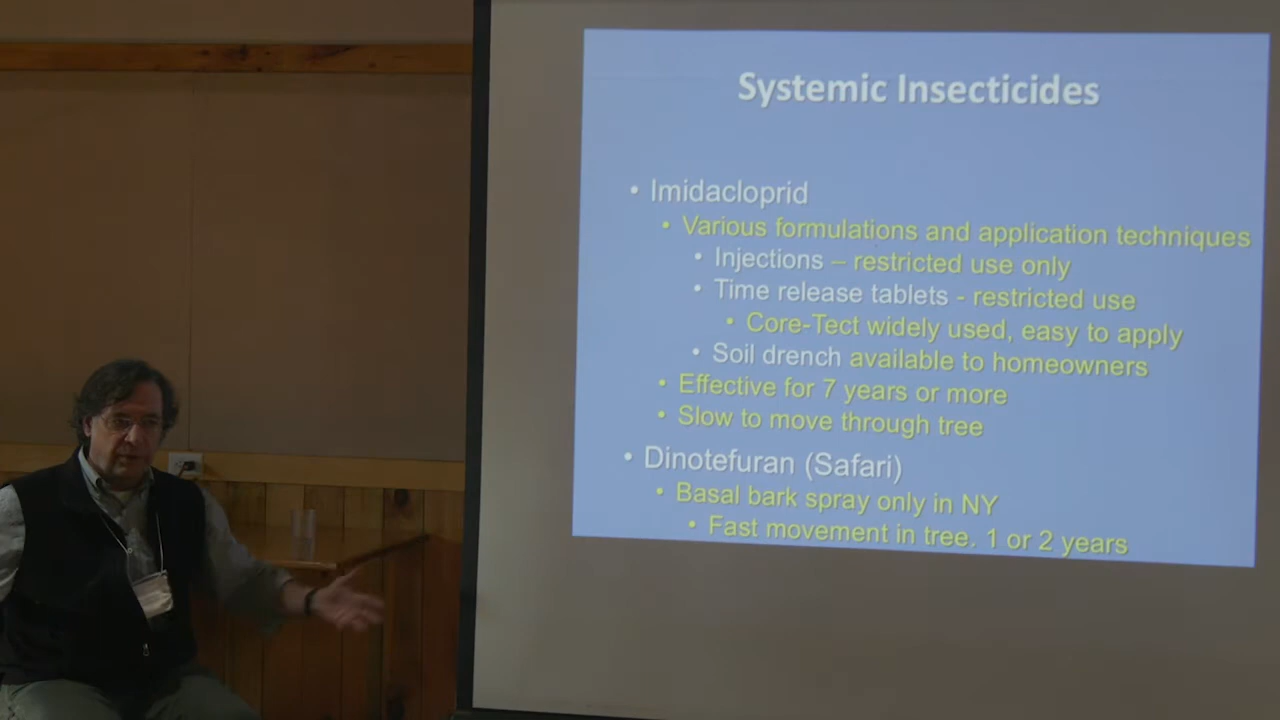 Systemic Insecticides
• Imidacloprid
• Various formulations and application techniques
• Injections – restricted use only
• Time release tablets - restricted use
• Core-Tect widely used, easy to apply
• Soil drench available to homeowners
• Effective for 7 years or more
• Slow to move through tree
• Dinotefuran (Safari)
• Basal bark spray only in NY
• Fast movement in tree. 1 or 2 years